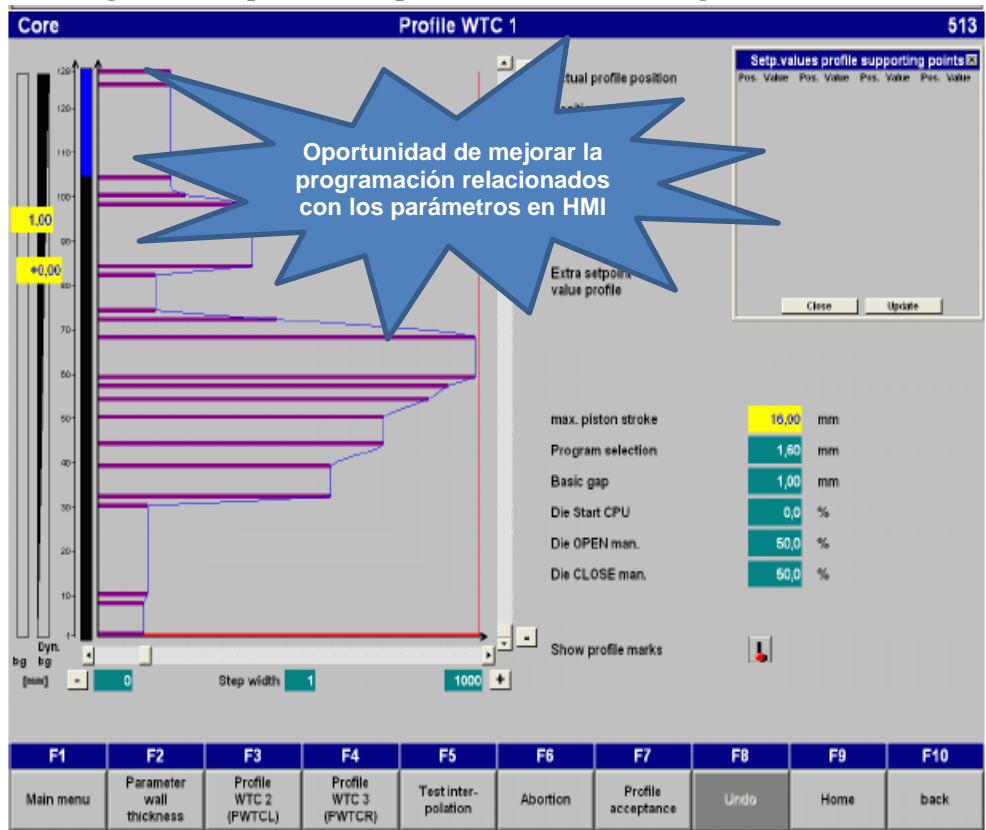 Core
Profile WTC 1
513
Setp.values profile supporting points
Pos. Value Pos. Value Pos. Value Pos. Value
profile position
Oportunidad de mejorar la
programación relacionados
con los parámetros en HMI
Extra setpoint
value profile
Close
Update
128
120
110
100
90
80
70
60
50
40
30
20
10
1
1,00
+0,00
max. piston stroke 16,00 mm
Program selection 1,60 mm
Basic gap 1,00 mm
Die Start CPU 0,0 %
Die OPEN man. 50,0 %
Die CLOSE man. 50,0 %
Show profile marks
Dyn.
bg bg
[mm] - 0 Step width 1 1000 +
-
F1 F2 F3 F4 F5 F6 F7 F8 F9 F10
Main menu
Parameter
wall
thickness
Profile
WTC 2
(PWTCL)
Profile
WTC 3
(PWTCR)
Test inter-
polation
Abortion
Profile
acceptance
Undo
Home
back